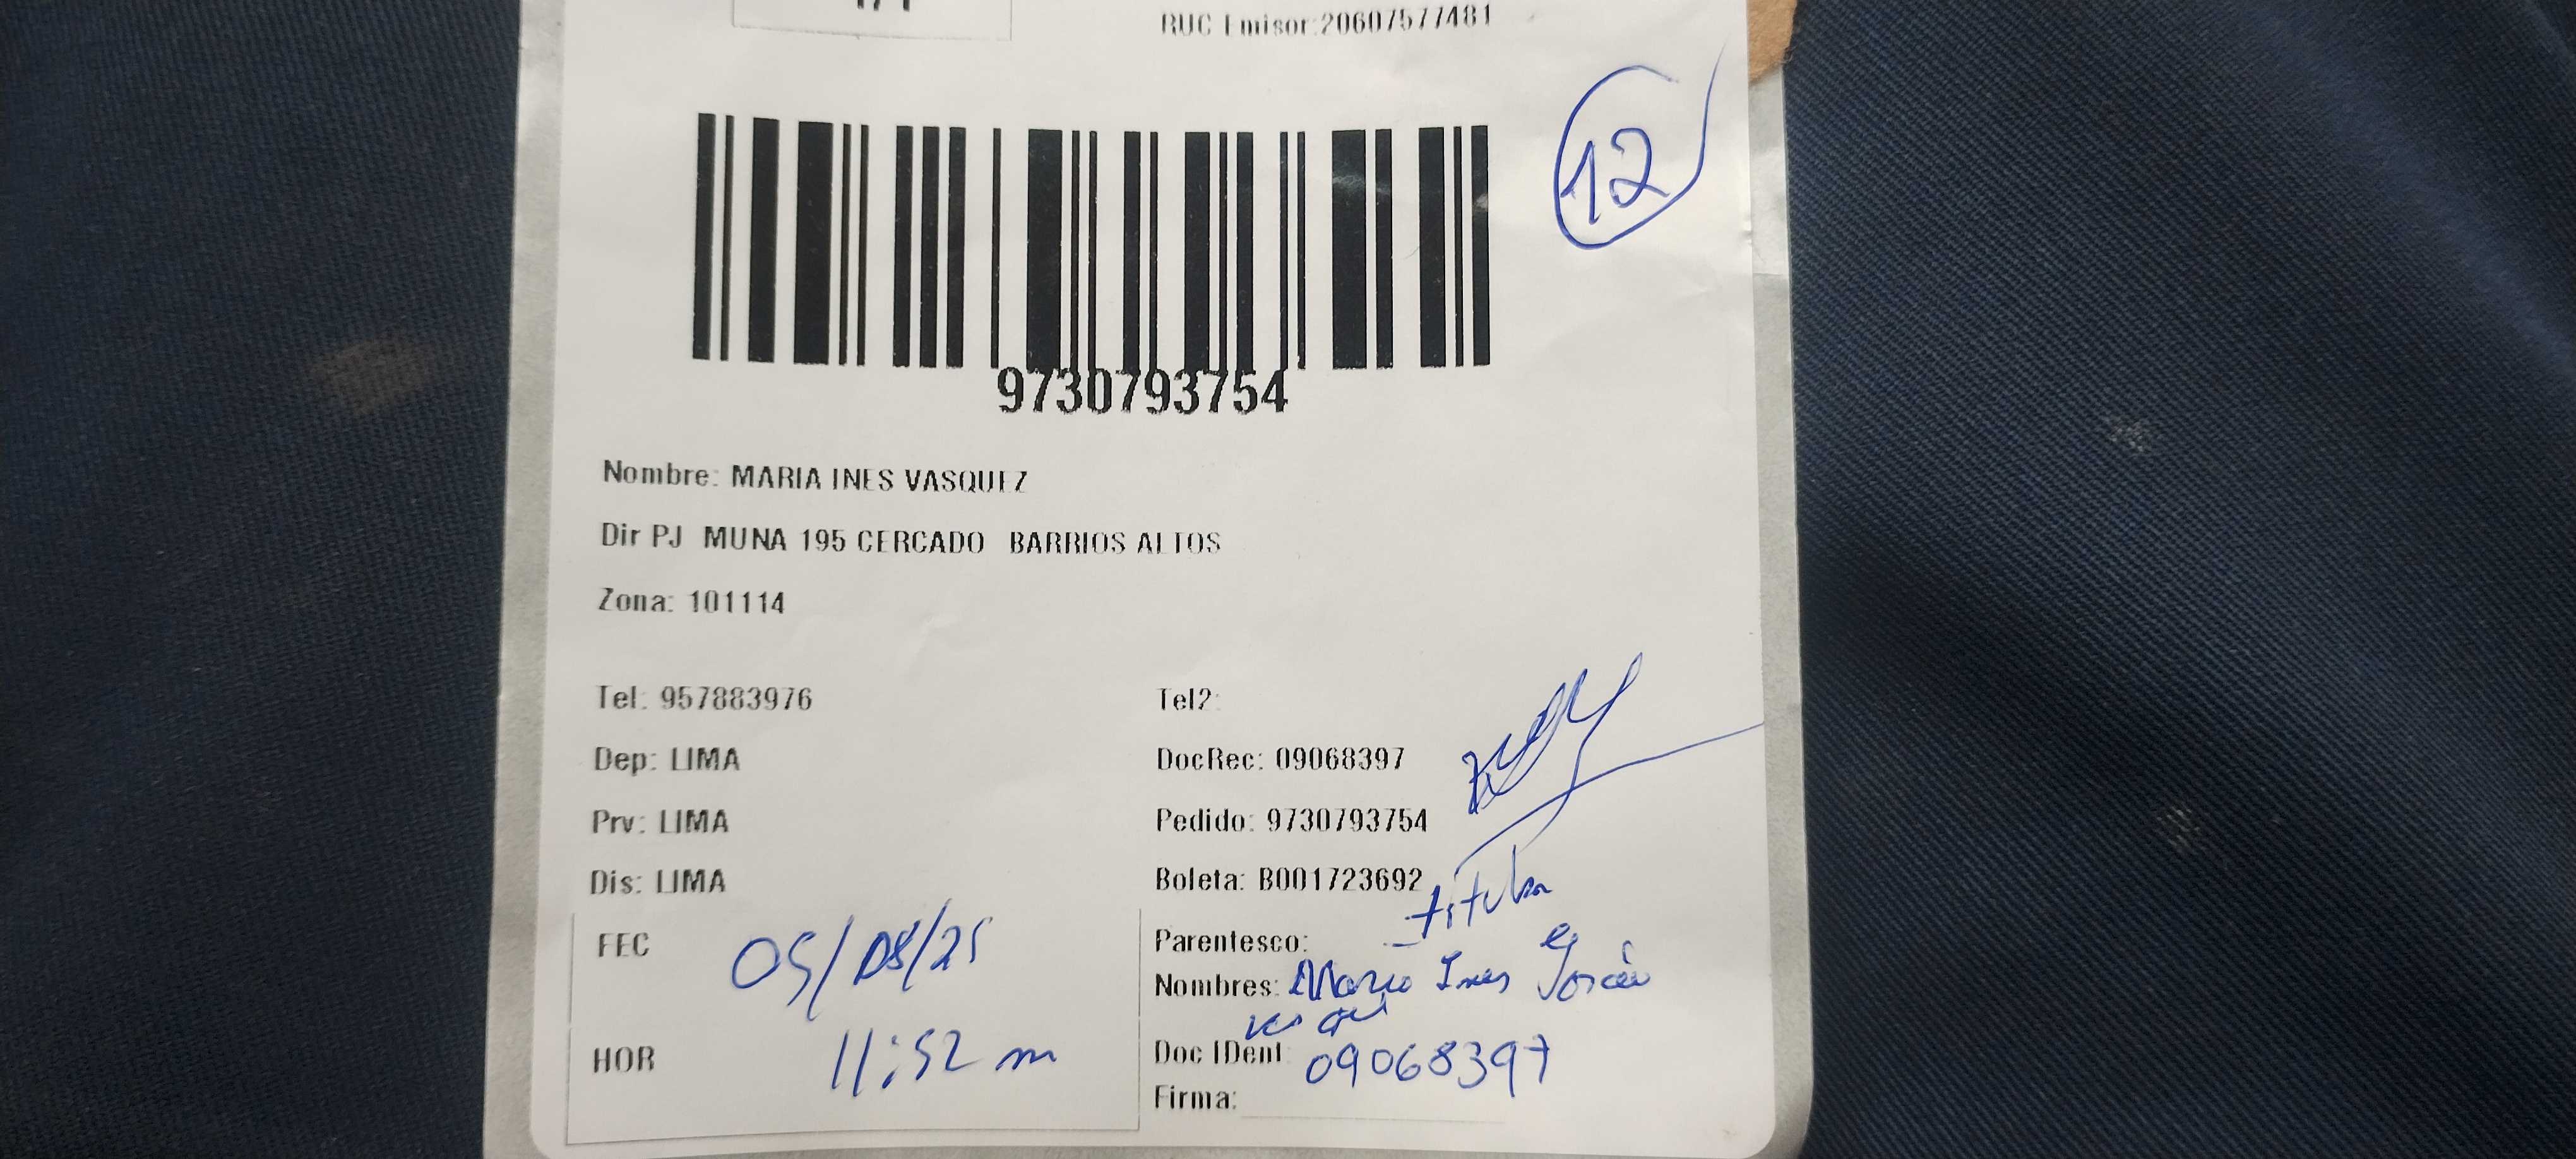 RUC Emisor:20607577481
12
9730793754
Nombre: MARIA INES VASQUEZ
Dir PJ MUNA 195 CERCADO BARRIOS ALTOS
Zona: 101114
Tel: 957883976
Tel2:
Dep: LIMA
DocRec: 09068397
Prv: LIMA
Pedido: 9730793754
Dis: LIMA
Boleta: B001723692
FEC 05/08/25
titular
Parentesco:
Nombres: Maria Ines
HOR 11:52 m
Doc IDent: 09068397
Firma: